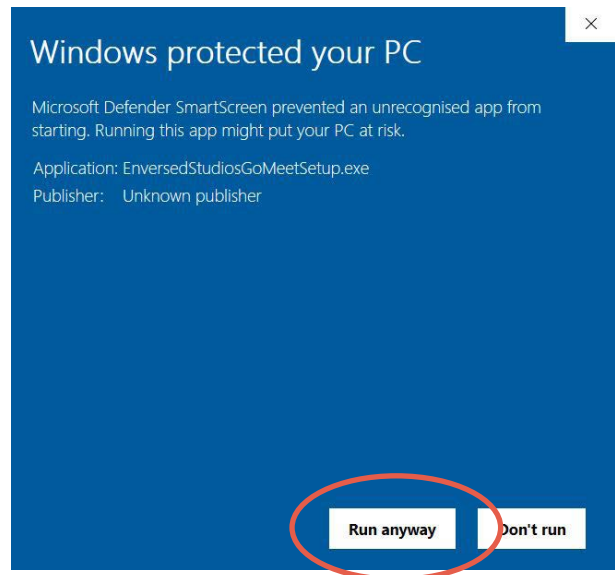 Windows protected your PC
Microsoft Defender SmartScreen prevented an unrecognised app from
starting. Running this app might put your PC at risk.
Application: EnversedStudiosGoMeetSetup.exe
Publisher: Unknown publisher
Run anyway Don't run